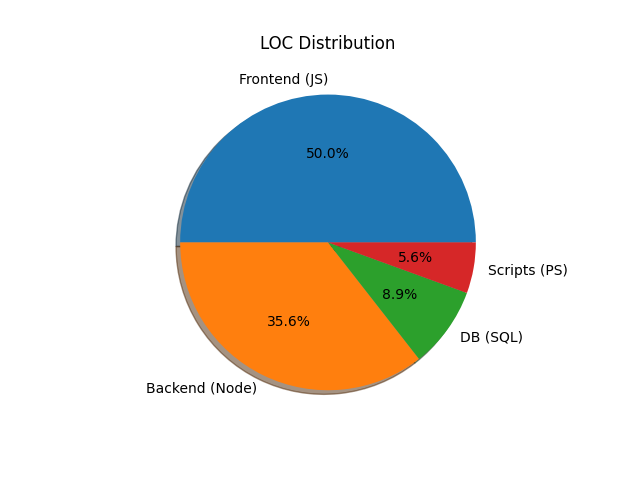 LOC Distribution
Frontend (JS)
50.0%
5.6%
Scripts (PS)
8.9%
35.6%
DB (SQL)
Backend (Node)